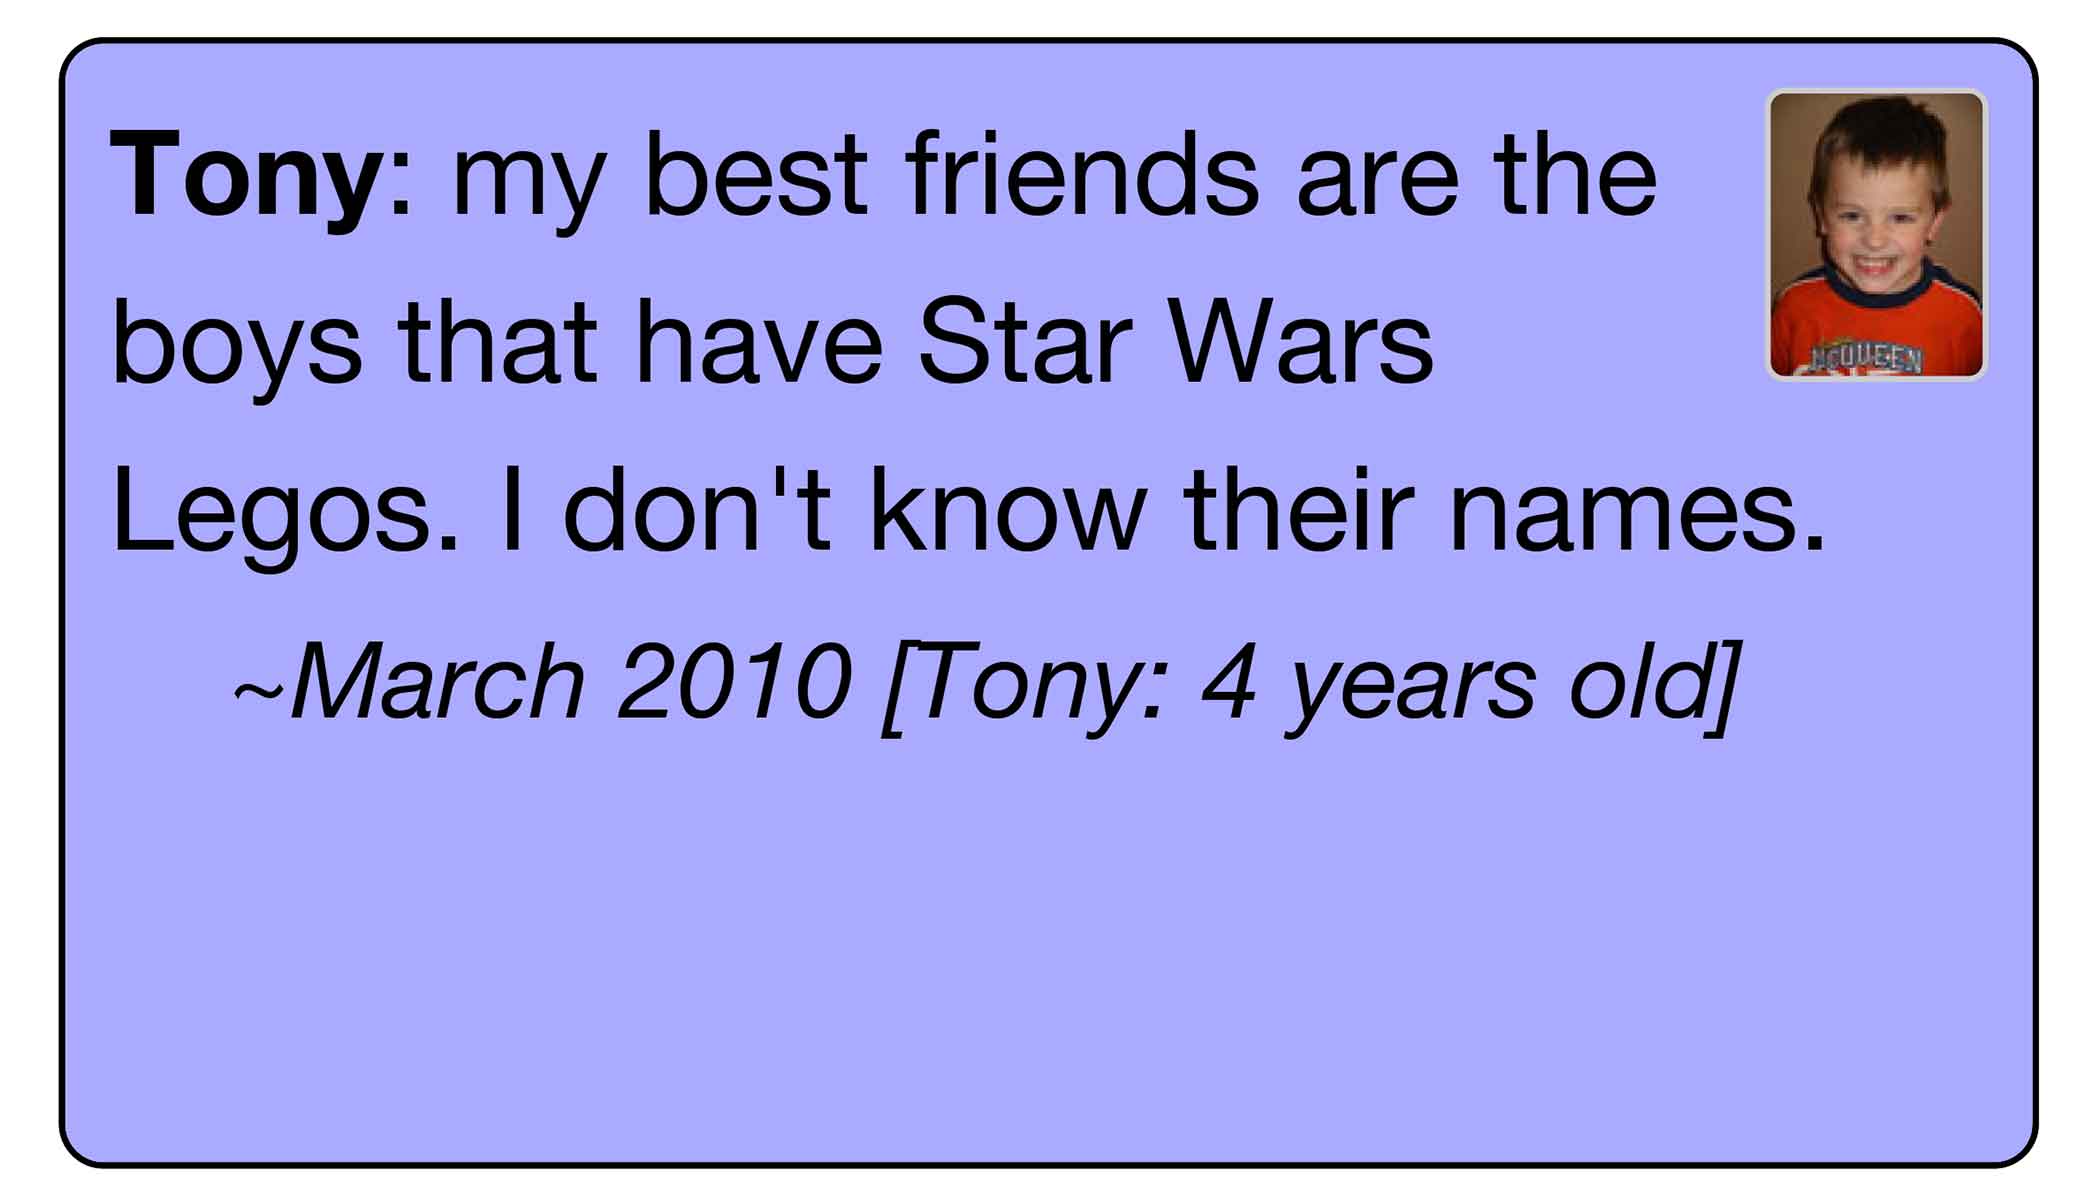 Tony: my best friends are the
boys that have Star Wars
Legos. I don't know their names.
~March 2010 [Tony: 4 years old]
MCQUEEN